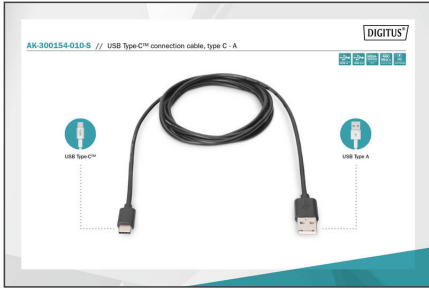 DIGITUS®
AK-300154-010-S // USB Type-C™ connection cable, type C - A
USB Type-C™
USB Type A